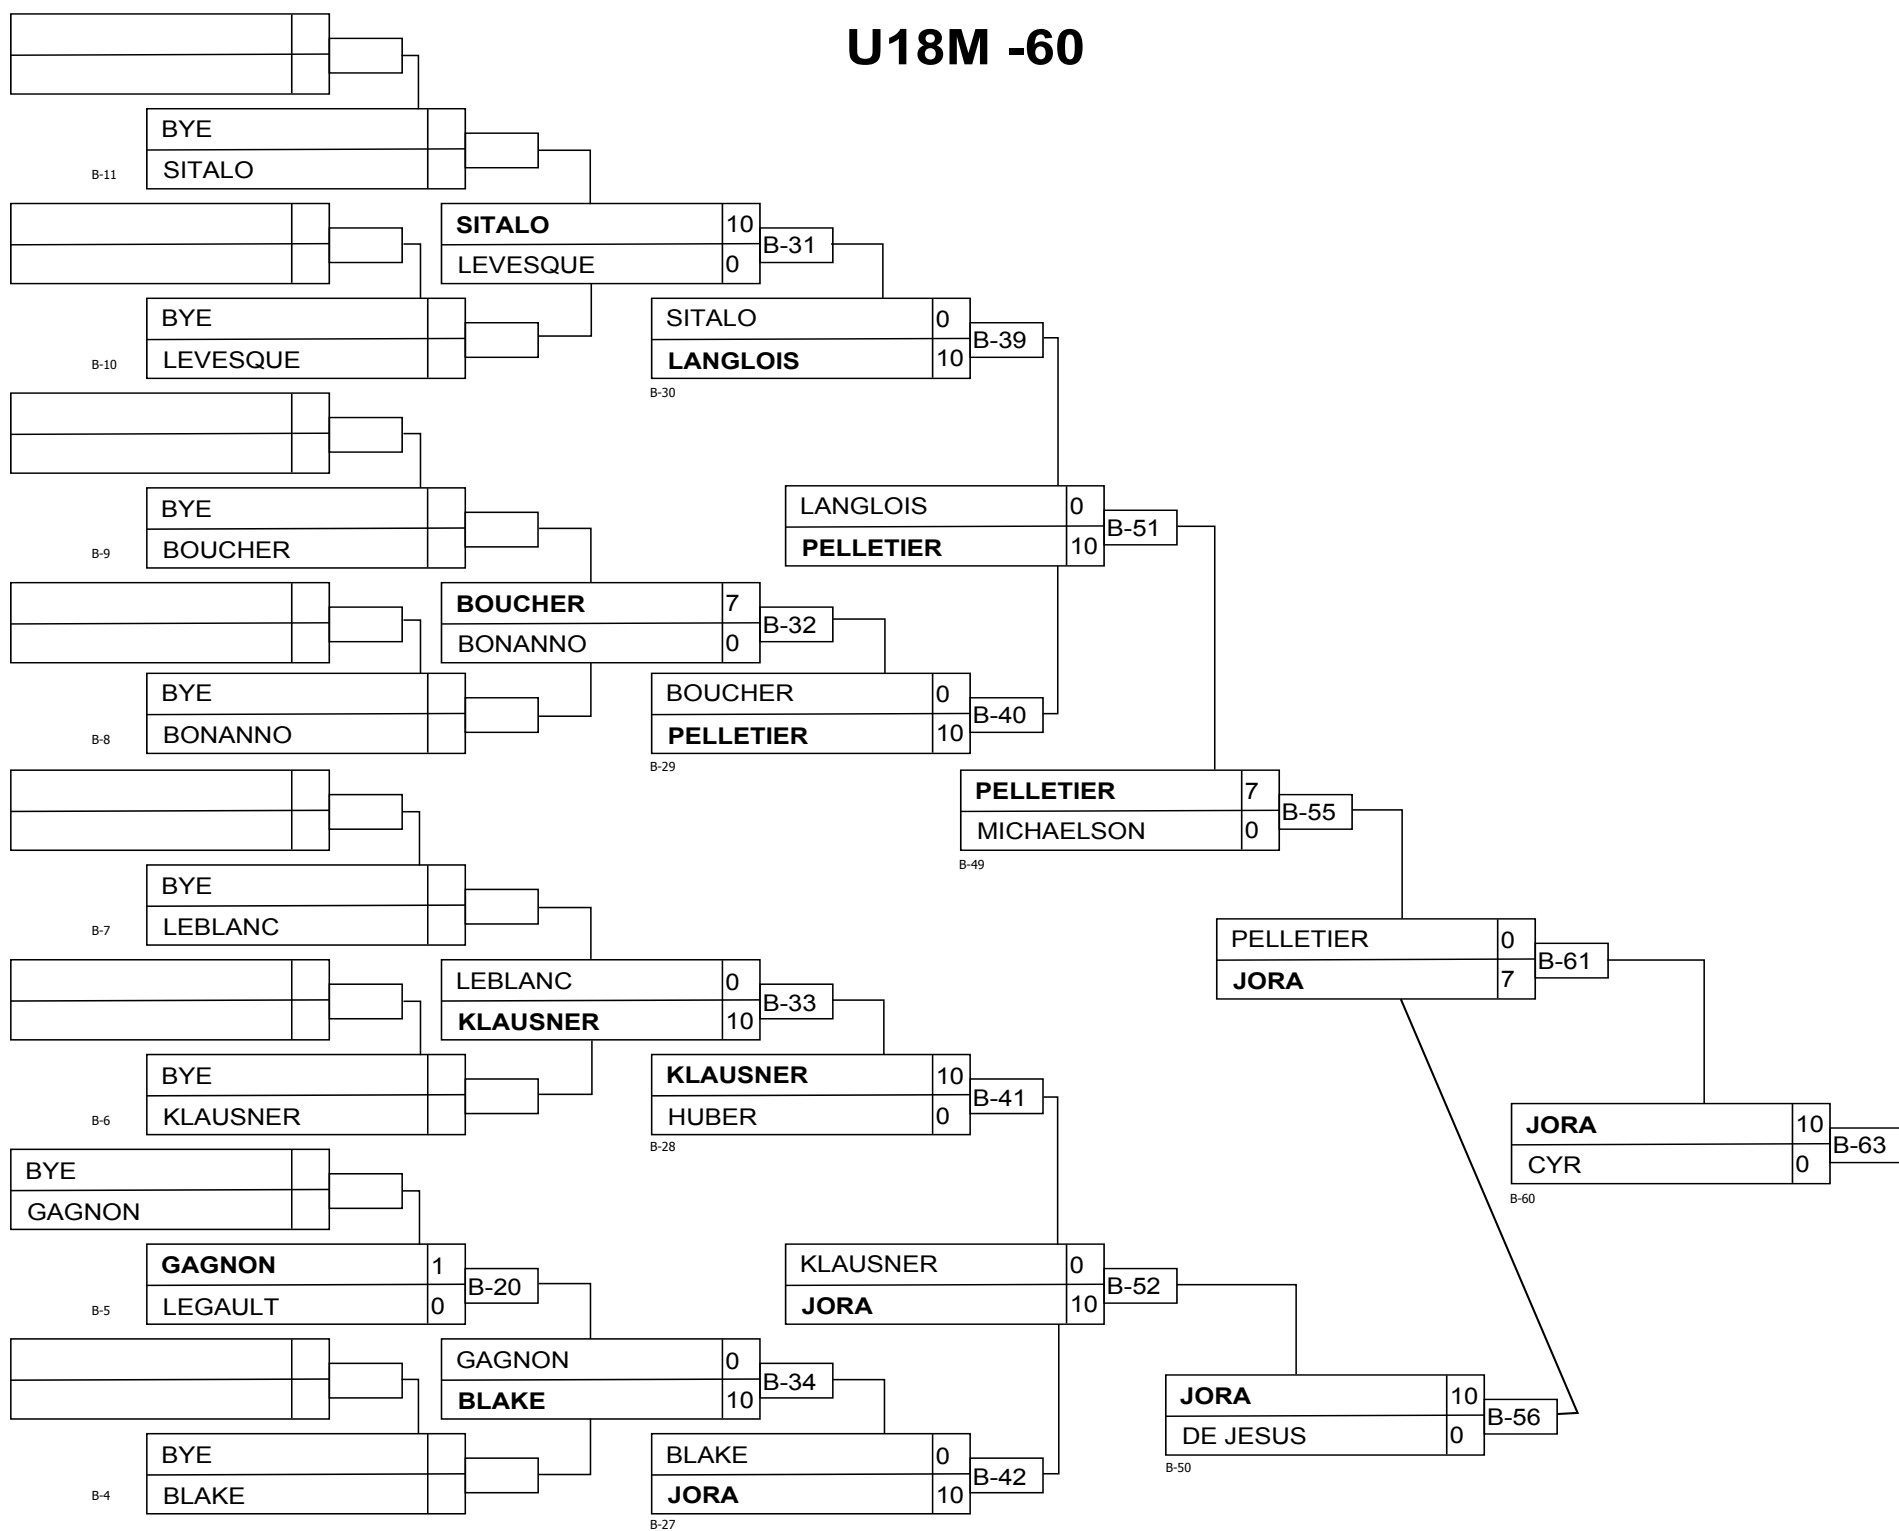 U18M -60
BYE
SITALO
B-11
SITALO 10
LEVESQUE 0
B-31
BYE
LEVESQUE
B-10
SITALO 0
LANGLOIS 10
B-39
B-30
BYE
BOUCHER
B-9
LANGLOIS 0
PELLETIER 10
B-51
BOUCHER 7
BONANNO 0
B-32
BYE
BONANNO
B-8
BOUCHER 0
PELLETIER 10
B-40
B-29
PELLETIER 7
MICHAELSON 0
B-55
B-49
BYE
LEBLANC
B-7
PELLETIER 0
JORA 7
B-61
LEBLANC 0
KLAUSNER 10
B-33
BYE
KLAUSNER
B-6
KLAUSNER 10
HUBER 0
B-41
B-28
JORA 10
CYR 0
B-63
B-60
BYE
GAGNON
GAGNON 1
LEGAULT 0
B-20
B-5
KLAUSNER 0
JORA 10
B-52
GAGNON 0
BLAKE 10
B-34
JORA 10
DE JESUS 0
B-56
B-50
BYE
BLAKE
B-4
BLAKE 0
JORA 10
B-42
B-27